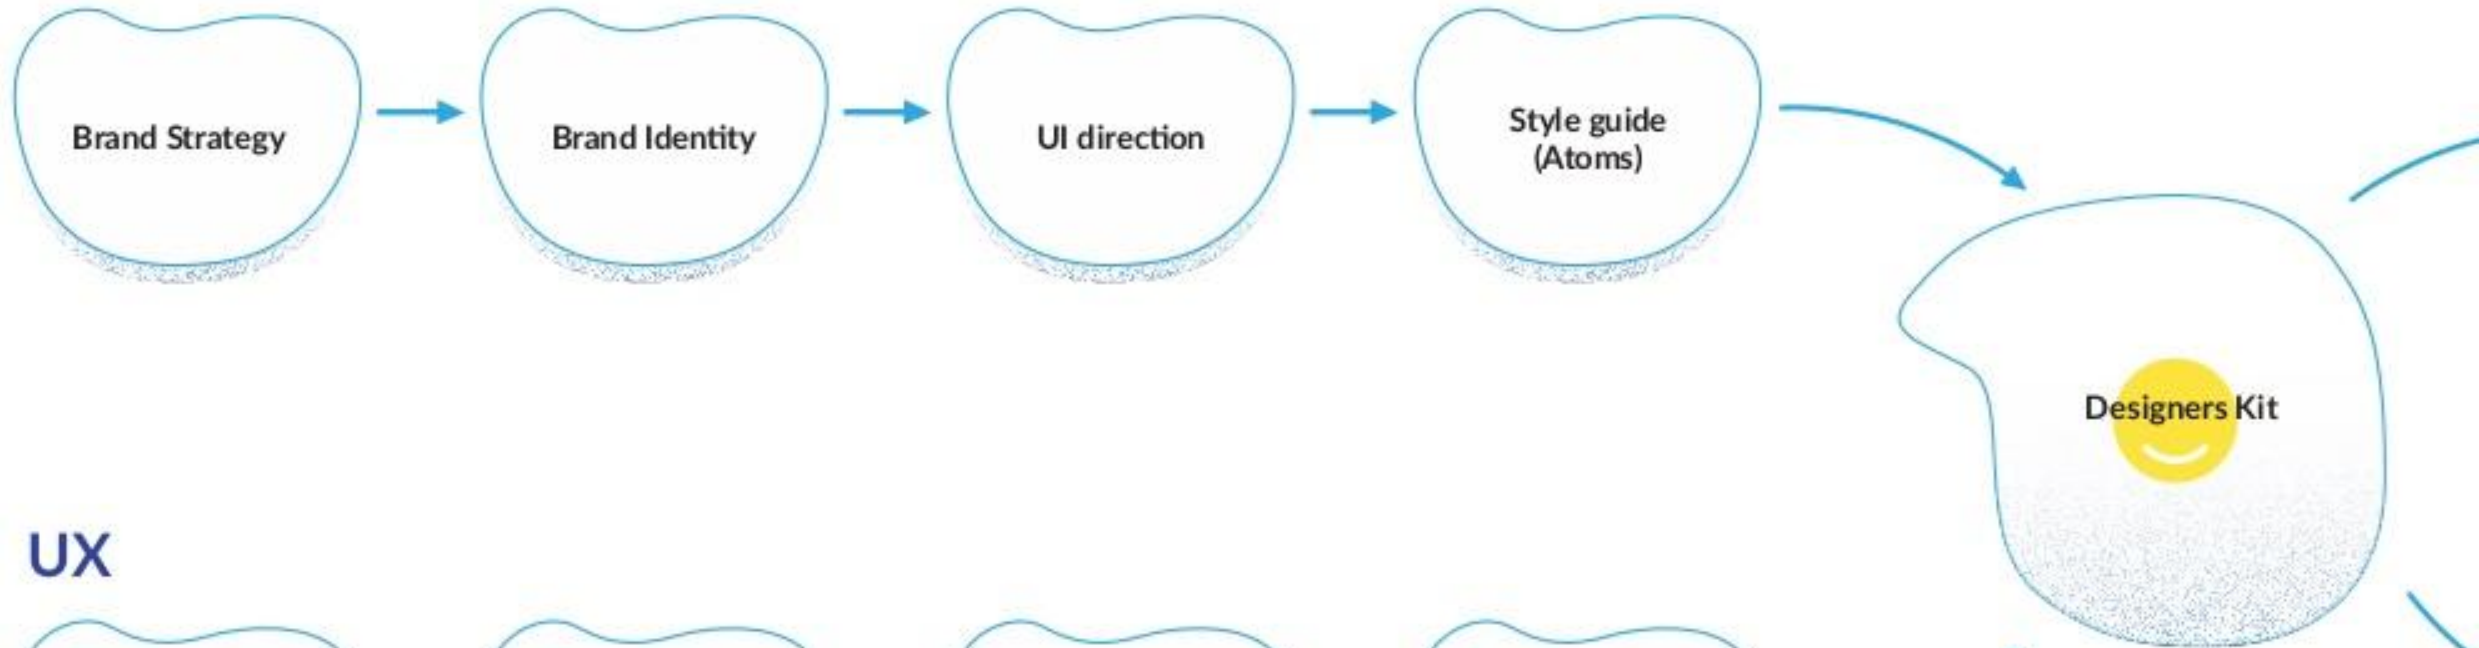 Brand Strategy
Brand Identity
UI direction
Style guide
(Atoms)
Designers Kit
UX